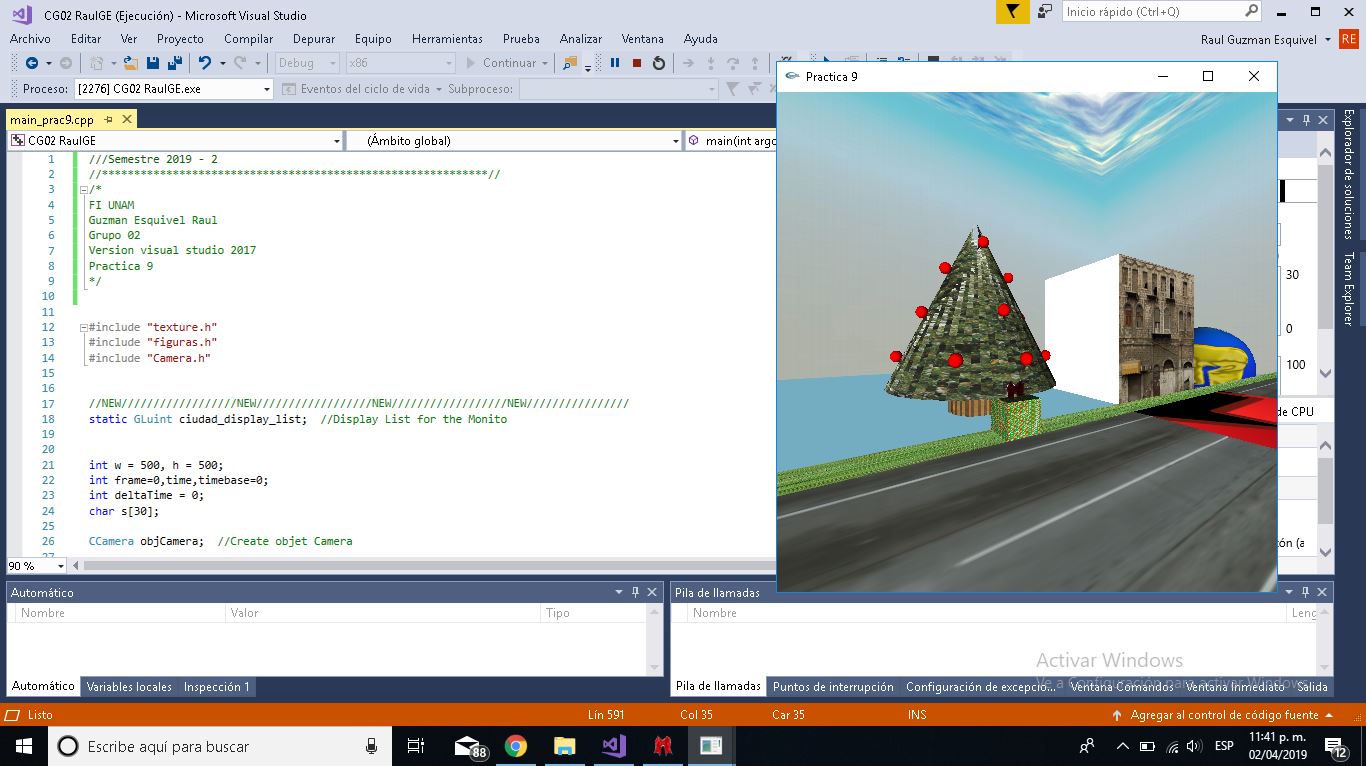 CG02 RaulGE (Ejecución) - Microsoft Visual Studio
Inicio rápido (Ctrl+Q)
Archivo Editar Ver Proyecto Compilar Depurar Equipo Herramientas Prueba Analizar Ventana Ayuda
Raul Guzman Esquivel RE
Debug x86 Continuar
Proceso: [2276] CG02 RaulGE.exe Eventos del ciclo de vida Subproceso:
main_prac9.cpp
CG02 RaulGE (Ámbito global) main(int argc
1 ///Semestre 2019 - 2
2 //************************************************************//
3 /*
4 FI UNAM
5 Guzman Esquivel Raul
6 Grupo 02
7 Version visual studio 2017
8 Practica 9
9 */
10
11
12 #include "texture.h"
13 #include "figuras.h"
14 #include "Camera.h"
15
16
17 //NEW//////////////////NEW//////////////////NEW//////////////////NEW////////////////
18 static GLuint ciudad_display_list; //Display List for the Monito
19
20
21 int w = 500, h = 500;
22 int frame=0,time,timebase=0;
23 int deltaTime = 0;
24 char s[30];
25
26 CCamera objCamera; //Create objet Camera
27
90 %
Practica 9
30
0
100
de CPU
ón (a
Explorador de soluciones
Team Explorer
Automático
Nombre Valor Tipo
Automático Variables locales Inspección 1
Pila de llamadas
Nombre Leng
Pila de llamadas Puntos de interrupción Configuración de excepcio... Ventana Comandos Ventana Inmediato Salida
Activar Windows
Ve a Configuración para activar Windows.
Listo Lín 591 Col 35 Car 35 INS Agregar al control de código fuente
Escribe aquí para buscar
88
ESP
11:41 p. m.
02/04/2019
12